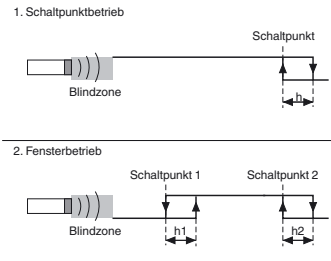 1. Schaltpunktbetrieb
Schaltpunkt
Blindzone
h
2. Fensterbetrieb
Schaltpunkt 1 Schaltpunkt 2
Blindzone
h1 h2